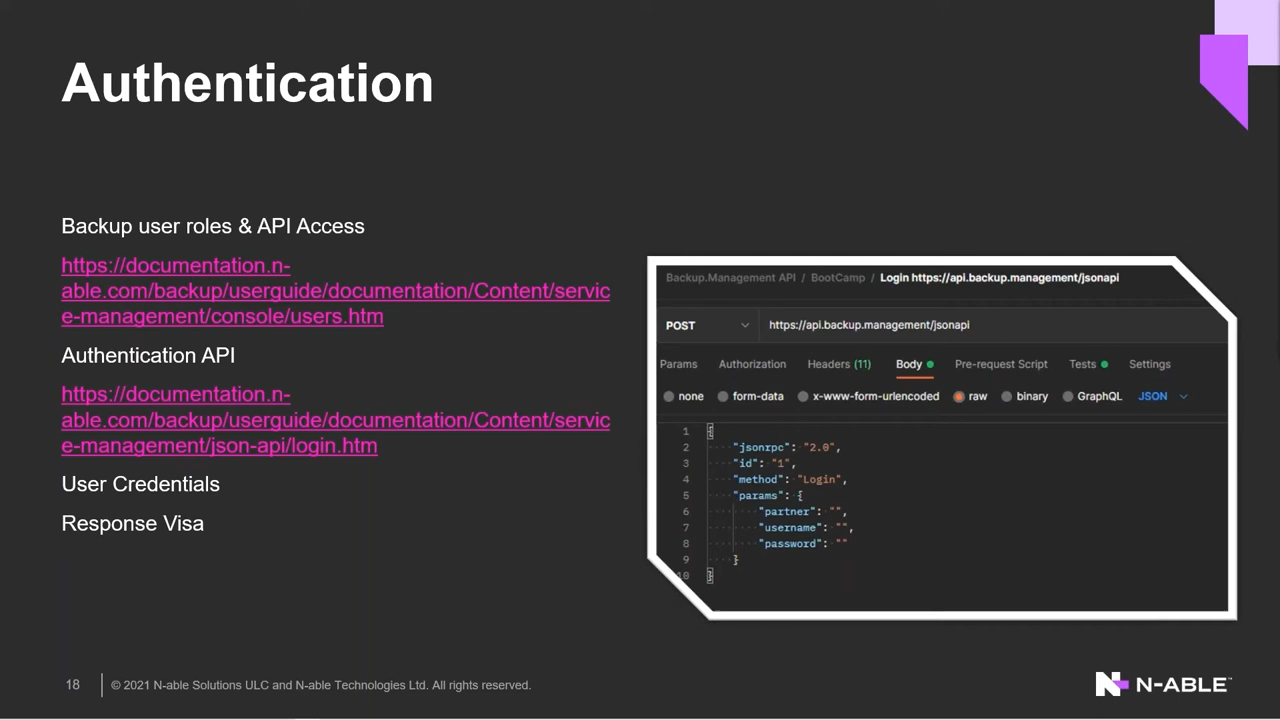 Authentication
Backup user roles & API Access
https://documentation.n-
able.com/backup/userguide/documentation/Content/servic
e-management/console/users.htm
Authentication API
https://documentation.n-
able.com/backup/userguide/documentation/Content/servic
e-management/json-api/login.htm
User Credentials
Response Visa
Backup.Management API / BootCamp / Login https://api.backup.management/jsonapi
POST https://api.backup.management/jsonapi
Params Authorization Headers (11) Body Pre-request Script Tests Settings
none form-data x-www-form-urlencoded raw binary GraphQL JSON
1 {
2 "jsonrpc": "2.0",
3 "id": "1",
4 "method": "Login",
5 "params": {
6 "partner": "",
7 "username": "",
8 "password": ""
9 }
10 }
18 © 2021 N-able Solutions ULC and N-able Technologies Ltd. All rights reserved.
N-ABLE™